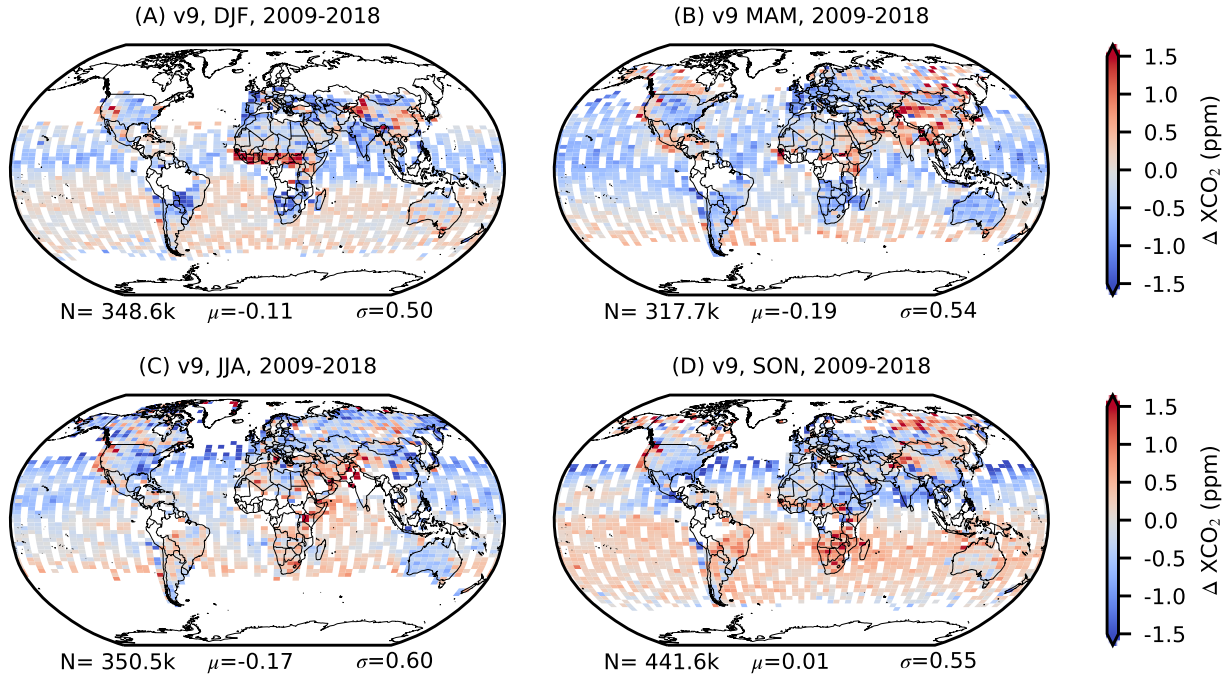 (A) v9, DJF, 2009-2018
(B) v9 MAM, 2009-2018
N= 348.6k μ=-0.11 σ=0.50
N= 317.7k μ=-0.19 σ=0.54
1.5
1.0
0.5
0.0
-0.5
-1.0
-1.5
Δ XCO₂ (ppm)
(C) v9, JJA, 2009-2018
(D) v9, SON, 2009-2018
N= 350.5k μ=-0.17 σ=0.60
N= 441.6k μ=0.01 σ=0.55
1.5
1.0
0.5
0.0
-0.5
-1.0
-1.5
Δ XCO₂ (ppm)